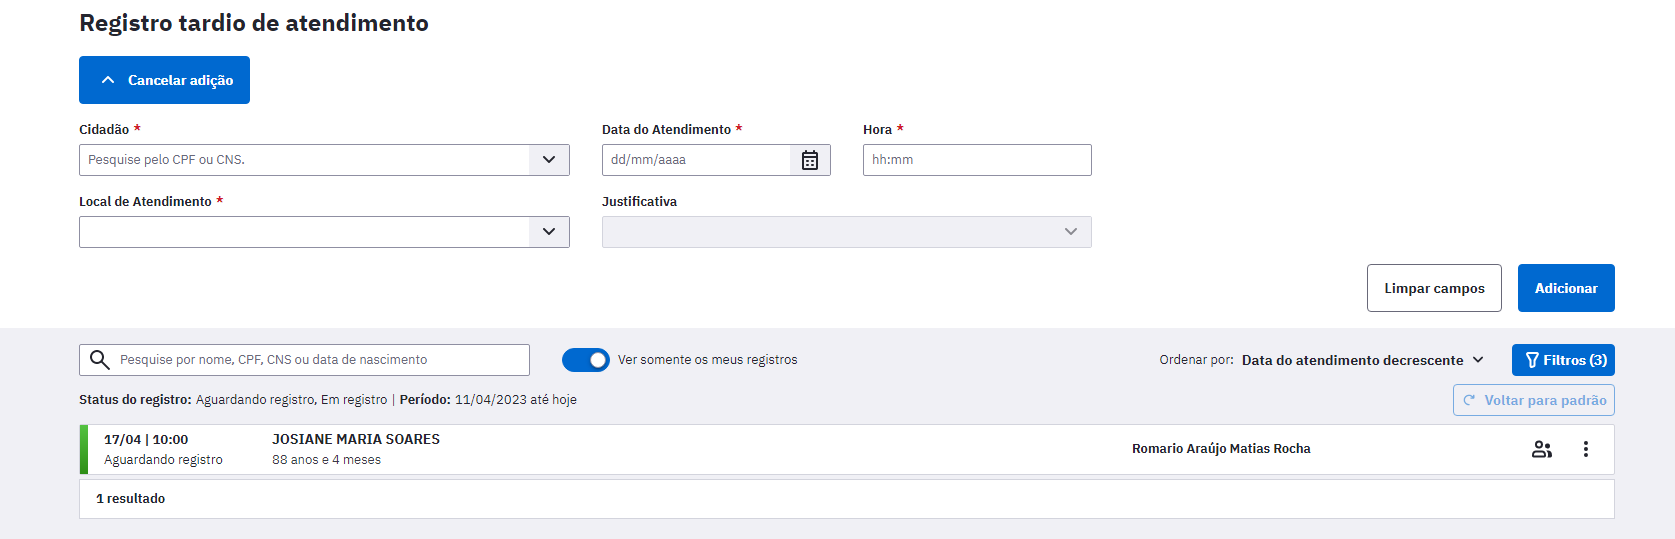 Registro tardio de atendimento
Cancelar adição
Cidadão * Data do Atendimento * Hora *
Pesquise pelo CPF ou CNS. dd/mm/aaaa hh:mm
Local de Atendimento * Justificativa
Limpar campos Adicionar
Pesquise por nome, CPF, CNS ou data de nascimento Ver somente os meus registros Ordenar por: Data do atendimento decrescente Filtros (3)
Status do registro: Aguardando registro, Em registro | Período: 11/04/2023 até hoje Voltar para padrão
17/04 | 10:00 JOSIANE MARIA SOARES Romario Araújo Matias Rocha
Aguardando registro 88 anos e 4 meses
1 resultado